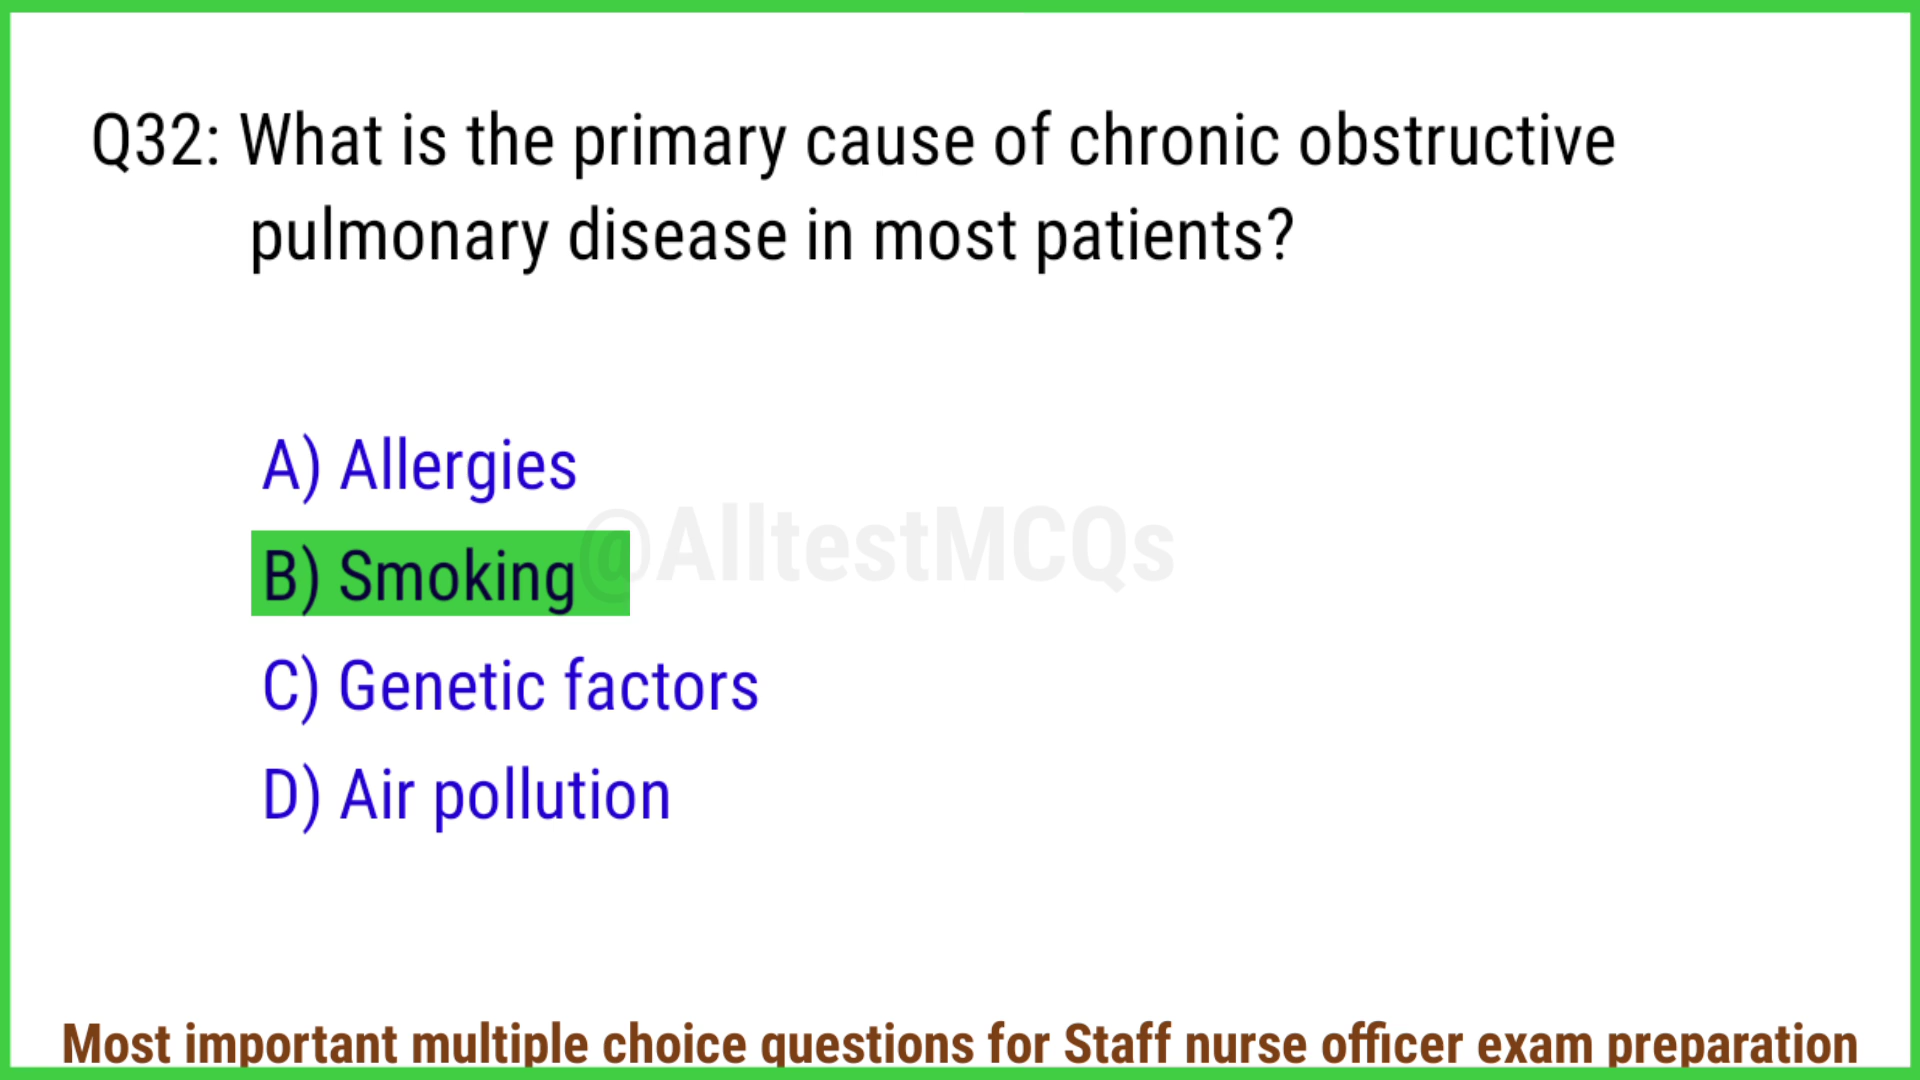 Q32: What is the primary cause of chronic obstructive
pulmonary disease in most patients?
A) Allergies
@AlltestMCQs
B) Smoking
C) Genetic factors
D) Air pollution
Most important multiple choice questions for Staff nurse officer exam preparation